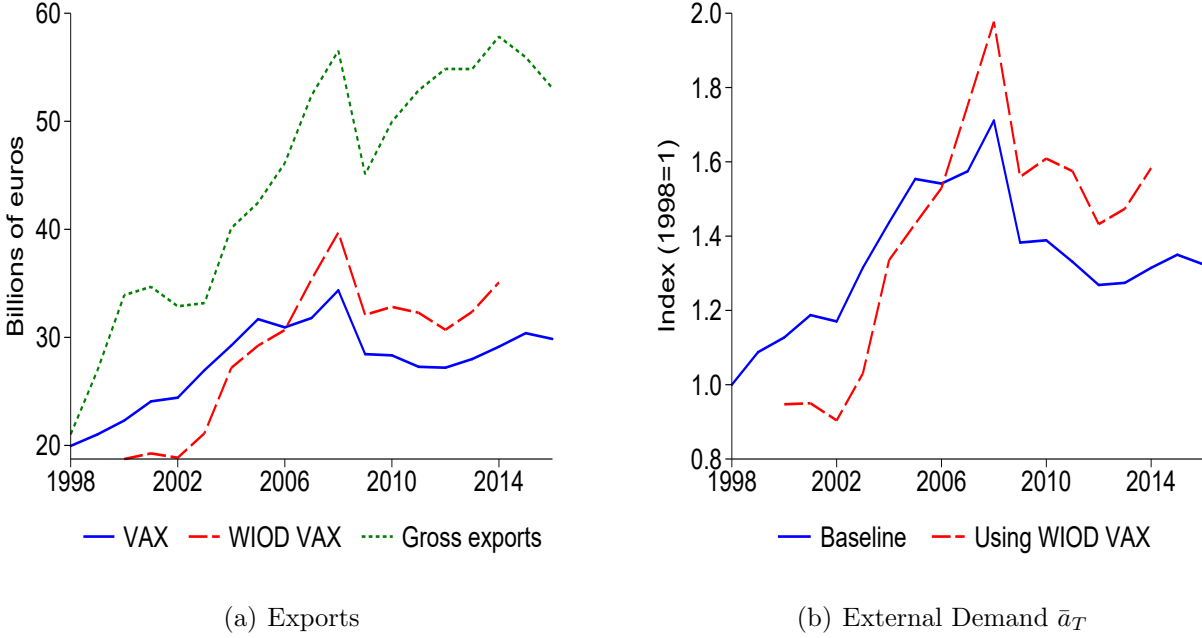 Billions of euros
60
50
40
30
20
1998 2002 2006 2010 2014
VAX WIOD VAX Gross exports
(a) Exports
Index (1998=1)
2.0
1.8
1.6
1.4
1.2
1.0
0.8
1998 2002 2006 2010 2014
Baseline Using WIOD VAX
(b) External Demand āT